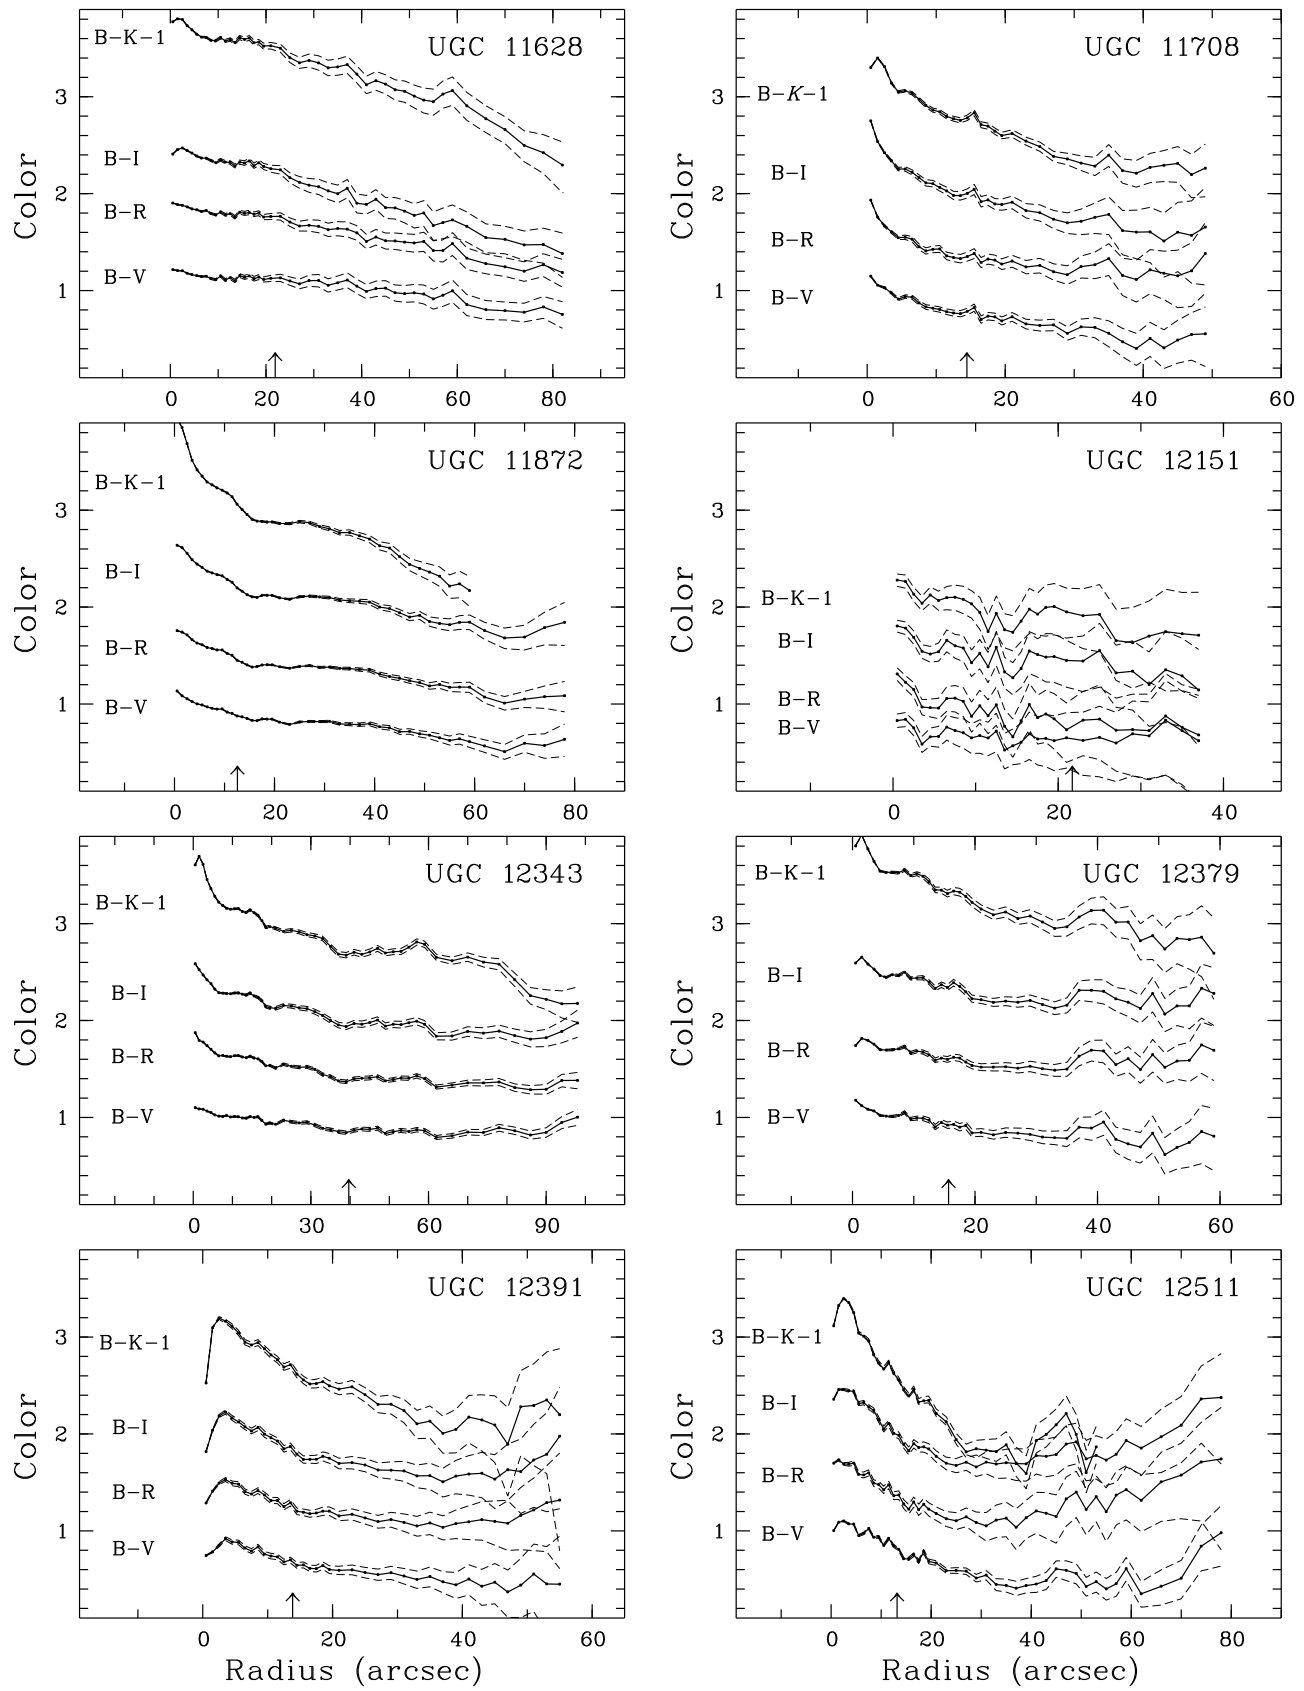 UGC 11628
B-K-1
B-I
B-R
B-V
Color
3
2
1
0 20 40 60 80
UGC 11708
B-K-1
B-I
B-R
B-V
Color
3
2
1
0 20 40 60
UGC 11872
B-K-1
B-I
B-R
B-V
Color
3
2
1
0 20 40 60 80
UGC 12151
B-K-1
B-I
B-R
B-V
Color
3
2
1
0 20 40
UGC 12343
B-K-1
B-I
B-R
B-V
Color
3
2
1
0 30 60 90
UGC 12379
B-K-1
B-I
B-R
B-V
Color
3
2
1
0 20 40 60
UGC 12391
B-K-1
B-I
B-R
B-V
Color
3
2
1
0 20 40 60
Radius (arcsec)
UGC 12511
B-K-1
B-I
B-R
B-V
Color
3
2
1
0 20 40 60 80
Radius (arcsec)